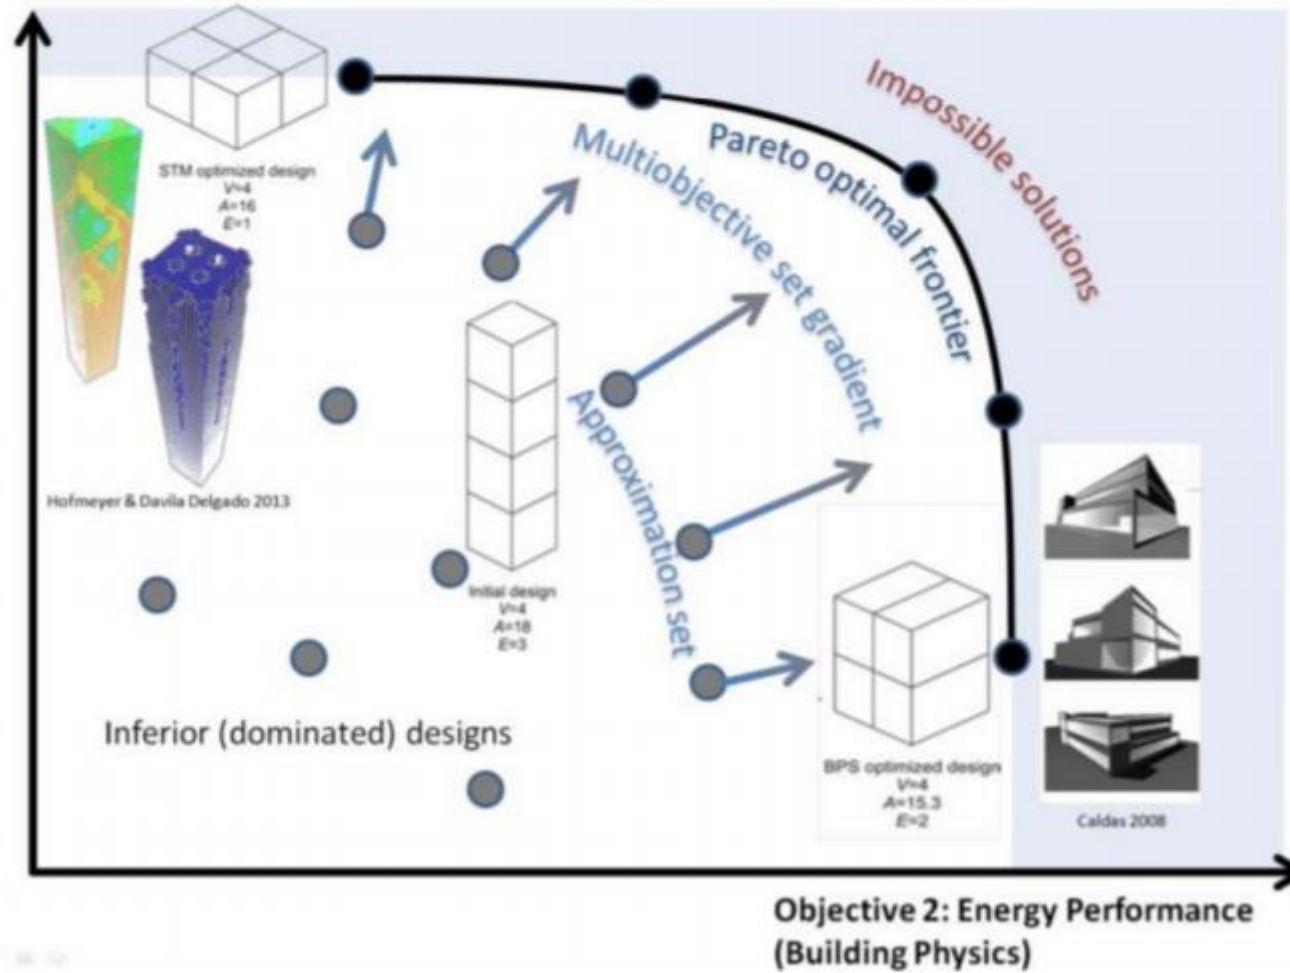 STM optimized design
V=4
A=16
E=1
Impossible solutions
Pareto optimal frontier
Multiobjective set gradient
Approximation set
Hofmeyer & Davila Delgado 2013
Initial design
V=4
A=18
E=3
Inferior (dominated) designs
BPS optimized design
V=4
A=15.3
E=2
Caldas 2008
Objective 2: Energy Performance
(Building Physics)